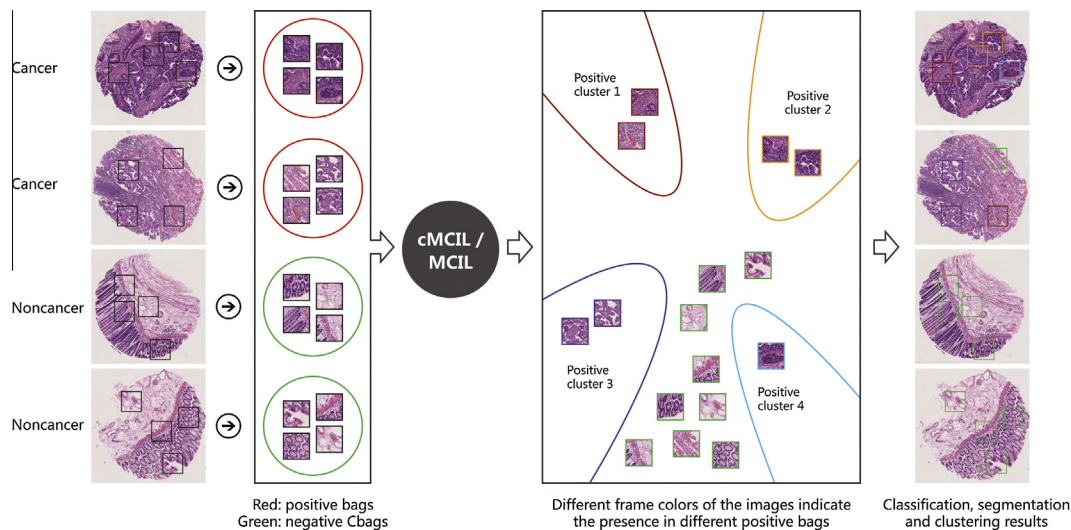 Cancer
Cancer
Noncancer
Noncancer
cMCIL /
MCIL
Positive
cluster 1
Positive
cluster 2
Positive
cluster 3
Positive
cluster 4
Red: positive bags
Green: negative Cbags
Different frame colors of the images indicate
the presence in different positive bags
Classification, segmentation
and clustering results